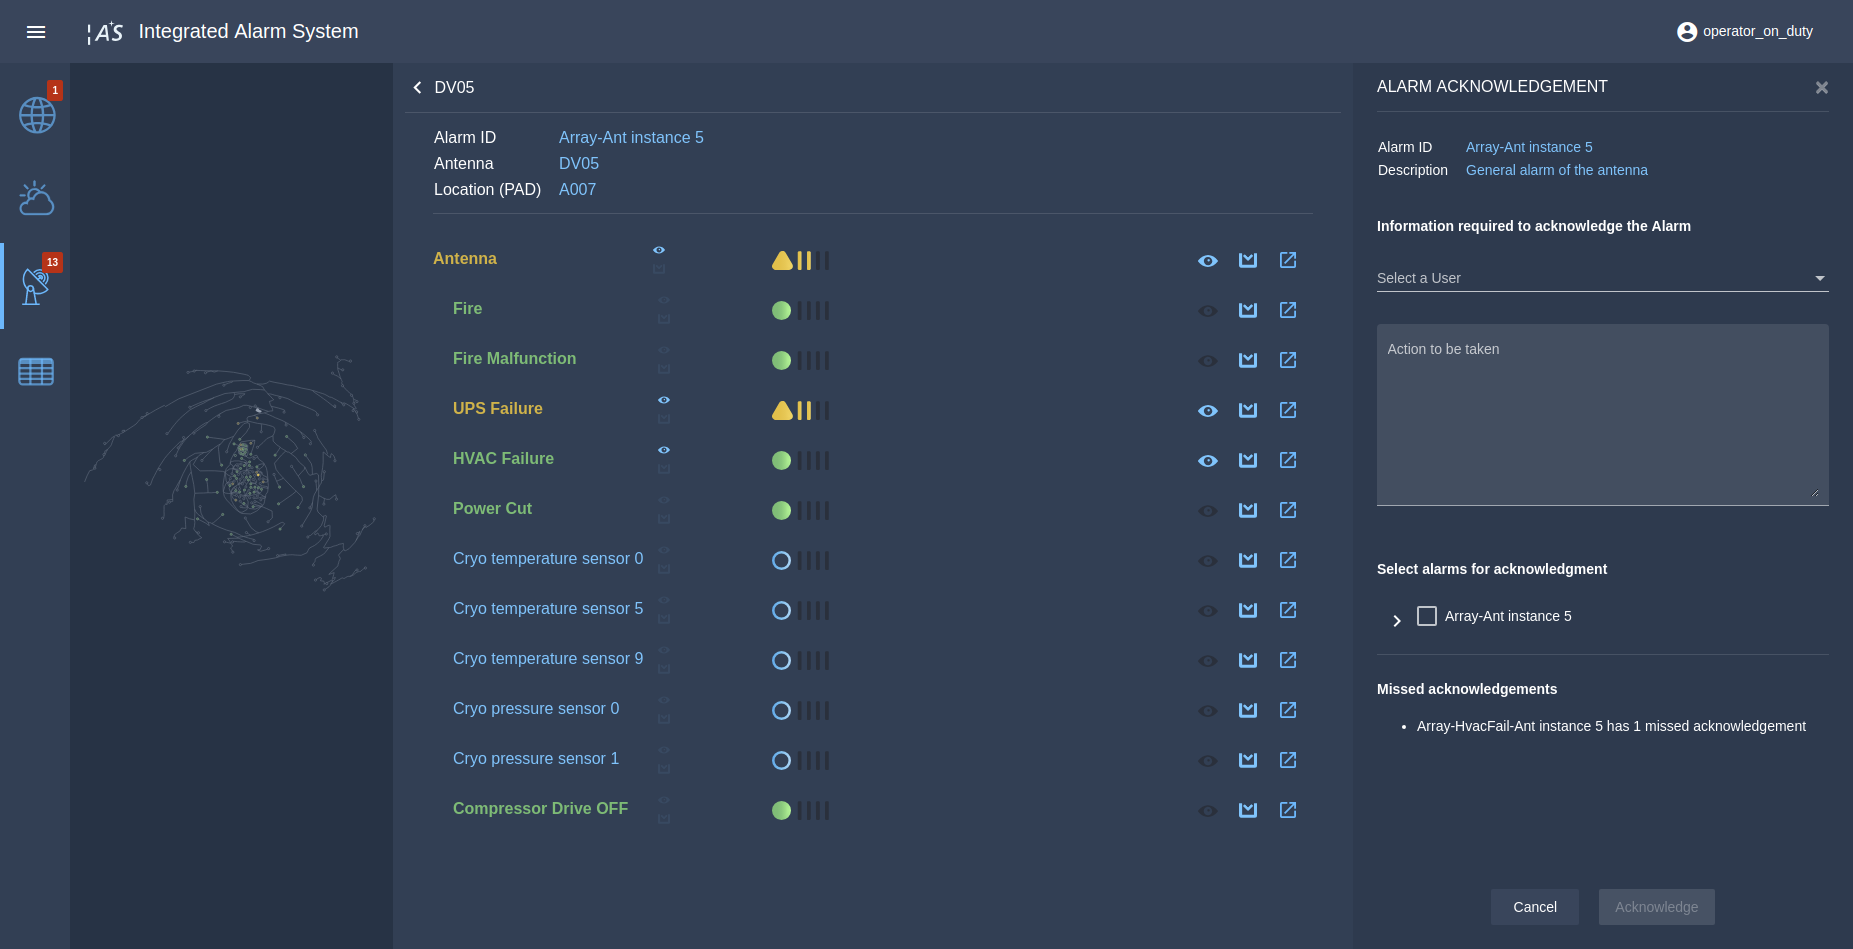 IAS Integrated Alarm System
operator_on_duty
1
13
DV05
Alarm ID Array-Ant instance 5
Antenna DV05
Location (PAD) A007
Antenna
Fire
Fire Malfunction
UPS Failure
HVAC Failure
Power Cut
Cryo temperature sensor 0
Cryo temperature sensor 5
Cryo temperature sensor 9
Cryo pressure sensor 0
Cryo pressure sensor 1
Compressor Drive OFF
ALARM ACKNOWLEDGEMENT
Alarm ID Array-Ant instance 5
Description General alarm of the antenna
Information required to acknowledge the Alarm
Select a User
Action to be taken
Select alarms for acknowledgment
Array-Ant instance 5
Missed acknowledgements
• Array-HvacFail-Ant instance 5 has 1 missed acknowledgement
Cancel
Acknowledge